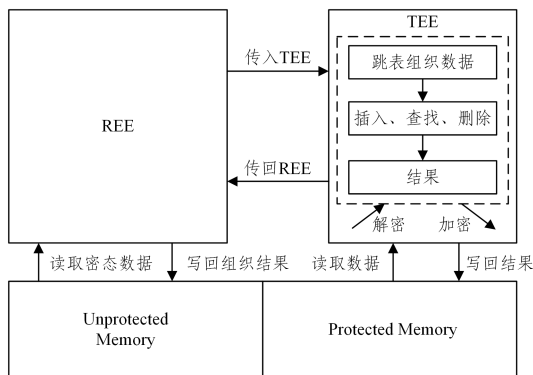 TEE
传入TEE
跳表组织数据
REE
插入、查找、删除
传回REE
结果
解密
加密
读取密态数据
写回组织结果
读取数据
写回结果
Unprotected
Memory
Protected Memory